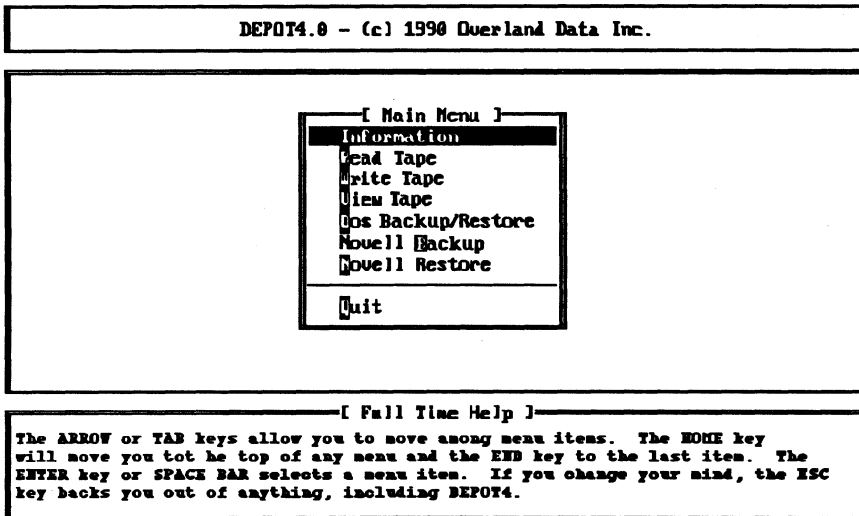 DEPOT4.0 - (c) 1990 Overland Data Inc.
[ Main Menu ]
Information
Read Tape
Write Tape
View Tape
Dos Backup/Restore
Novell Backup
Novell Restore
Quit
[ Full Time Help ]
The ARROW or TAB keys allow you to move among menu items. The HOME key
will move you tot he top of any menu and the END key to the last item. The
ENTER key or SPACE BAR selects a menu item. If you change your mind, the ESC
key backs you out of anything, including DEPOT4.